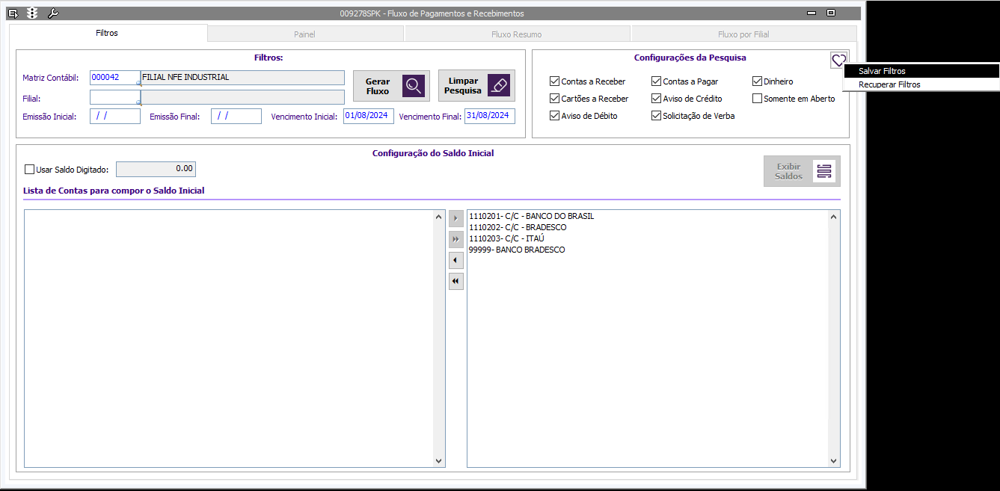 009278SPK - Fluxo de Pagamentos e Recebimentos
Filtros
Painel
Fluxo Resumo
Fluxo por Filial
Filtros:
Matriz Contábil:
000042
FILIAL NFE INDUSTRIAL
Filial:
Emissão Inicial:
/ /
Emissão Final:
/ /
Vencimento Inicial:
01/08/2024
Vencimento Final:
31/08/2024
Gerar
Fluxo
Limpar
Pesquisa
Configurações da Pesquisa
Contas a Receber
Contas a Pagar
Dinheiro
Cartões a Receber
Aviso de Crédito
Somente em Aberto
Aviso de Débito
Solicitação de Verba
Salvar Filtros
Recuperar Filtros
Configuração do Saldo Inicial
Usar Saldo Digitado:
0.00
Exibir
Saldos
Lista de Contas para compor o Saldo Inicial
1110201- C/C - BANCO DO BRASIL
1110202- C/C - BRADESCO
1110203- C/C - ITAÚ
99999- BANCO BRADESCO